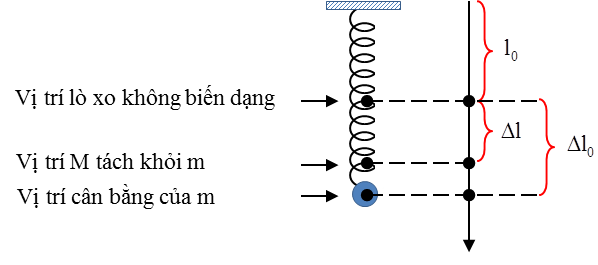 l₀
Vị trí lò xo không biến dạng
Δl
Δl₀
Vị trí M tách khỏi m
Vị trí cân bằng của m